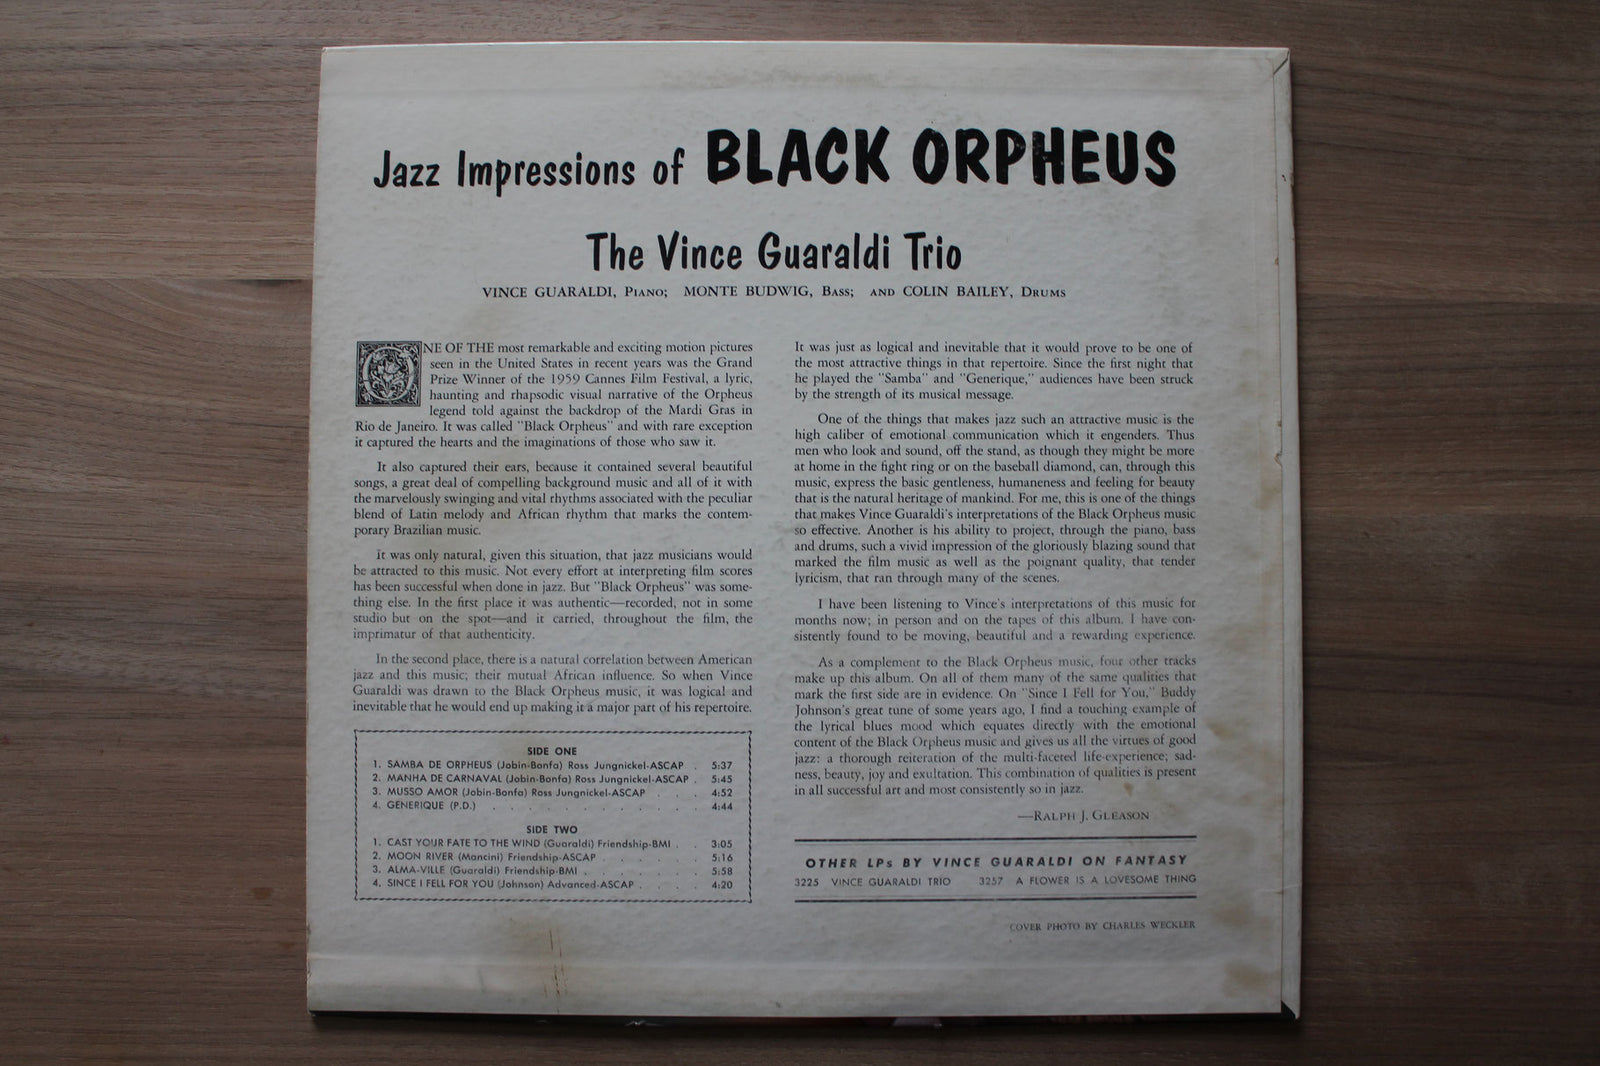 Jazz Impressions of BLACK ORPHEUS
The Vince Guaraldi Trio
VINCE GUARALDI, PIANO; MONTE BUDWIG, BASS; AND COLIN BAILEY, DRUMS
ONE OF THE most remarkable and exciting motion pictures
seen in the United States in recent years was the Grand
Prize Winner of the 1959 Cannes Film Festival, a lyric,
haunting and rhapsodic visual narrative of the Orpheus
legend told against the backdrop of the Mardi Gras in
Rio de Janeiro. It was called "Black Orpheus" and with rare exception
it captured the hearts and the imaginations of those who saw it.
It also captured their ears, because it contained several beautiful
songs, a great deal of compelling background music and all of it with
the marvelously swinging and vital rhythms associated with the peculiar
blend of Latin melody and African rhythm that marks the contem-
porary Brazilian music.
It was only natural, given this situation, that jazz musicians would
be attracted to this music. Not every effort at interpreting film scores
has been successful when done in jazz. But "Black Orpheus" was some-
thing else. In the first place it was authentic—recorded, not in some
studio but on the spot—and it carried, throughout the film, the
imprimatur of that authenticity.
In the second place, there is a natural correlation between American
jazz and this music; their mutual African influence. So when Vince
Guaraldi was drawn to the Black Orpheus music, it was logical and
inevitable that he would end up making it a major part of his repertoire.
SIDE ONE
1. SAMBA DE ORPHEUS (Jobin-Bonfa) Ross Jungnickel-ASCAP . 5:37
2. MANHA DE CARNAVAL (Jobin-Bonfa) Ross Jungnickel-ASCAP . 5:45
3. MUSSO AMOR (Jobin-Bonfa) Ross Jungnickel-ASCAP . . . 4:52
4. GENERIQUE (P.D.) . . . . . . . . . 4:44
SIDE TWO
1. CAST YOUR FATE TO THE WIND (Guaraldi) Friendship-BMI . . 3:05
2. MOON RIVER (Mancini) Friendship-ASCAP . . . . . 5:16
3. ALMA-VILLE (Guaraldi) Friendship-BMI . . . . . . 5:58
4. SINCE I FELL FOR YOU (Johnson) Advanced-ASCAP . . . . 4:20
It was just as logical and inevitable that it would prove to be one of
the most attractive things in that repertoire. Since the first night that
he played the "Samba" and "Generique," audiences have been struck
by the strength of its musical message.
One of the things that makes jazz such an attractive music is the
high caliber of emotional communication which it engenders. Thus
men who look and sound, off the stand, as though they might be more
at home in the fight ring or on the baseball diamond, can, through this
music, express the basic gentleness, humaneness and feeling for beauty
that is the natural heritage of mankind. For me, this is one of the things
that makes Vince Guaraldi's interpretations of the Black Orpheus music
so effective. Another is his ability to project, through the piano, bass
and drums, such a vivid impression of the gloriously blazing sound that
marked the film music as well as the poignant quality, that tender
lyricism, that ran through many of the scenes.
I have been listening to Vince's interpretations of this music for
months now; in person and on the tapes of this album. I have con-
sistently found to be moving, beautiful and a rewarding experience.
As a complement to the Black Orpheus music, four other tracks
make up this album. On all of them many of the same qualities that
mark the first side are in evidence. On "Since I Fell for You," Buddy
Johnson's great tune of some years ago, I find a touching example of
the lyrical blues mood which equates directly with the emotional
content of the Black Orpheus music and gives us all the virtues of good
jazz: a thorough reiteration of the multi-faceted life-experience; sad-
ness, beauty, joy and exultation. This combination of qualities is present
in all successful art and most consistently so in jazz.
—RALPH J. GLEASON
OTHER LPs BY VINCE GUARALDI ON FANTASY
3225 VINCE GUARALDI TRIO 3257 A FLOWER IS A LOVESOME THING
COVER PHOTO BY CHARLES WECKLER